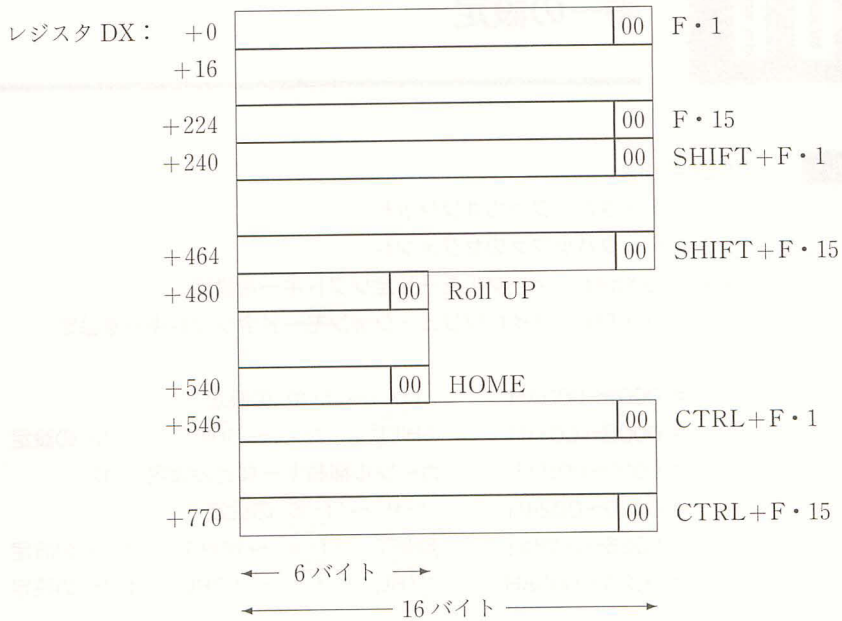 レジスタ DX： +0 00 F・1
+16
+224 00 F・15
+240 00 SHIFT+F・1
+464 00 SHIFT+F・15
+480 00 Roll UP
+540 00 HOME
+546 00 CTRL+F・1
+770 00 CTRL+F・15
6バイト
16バイト